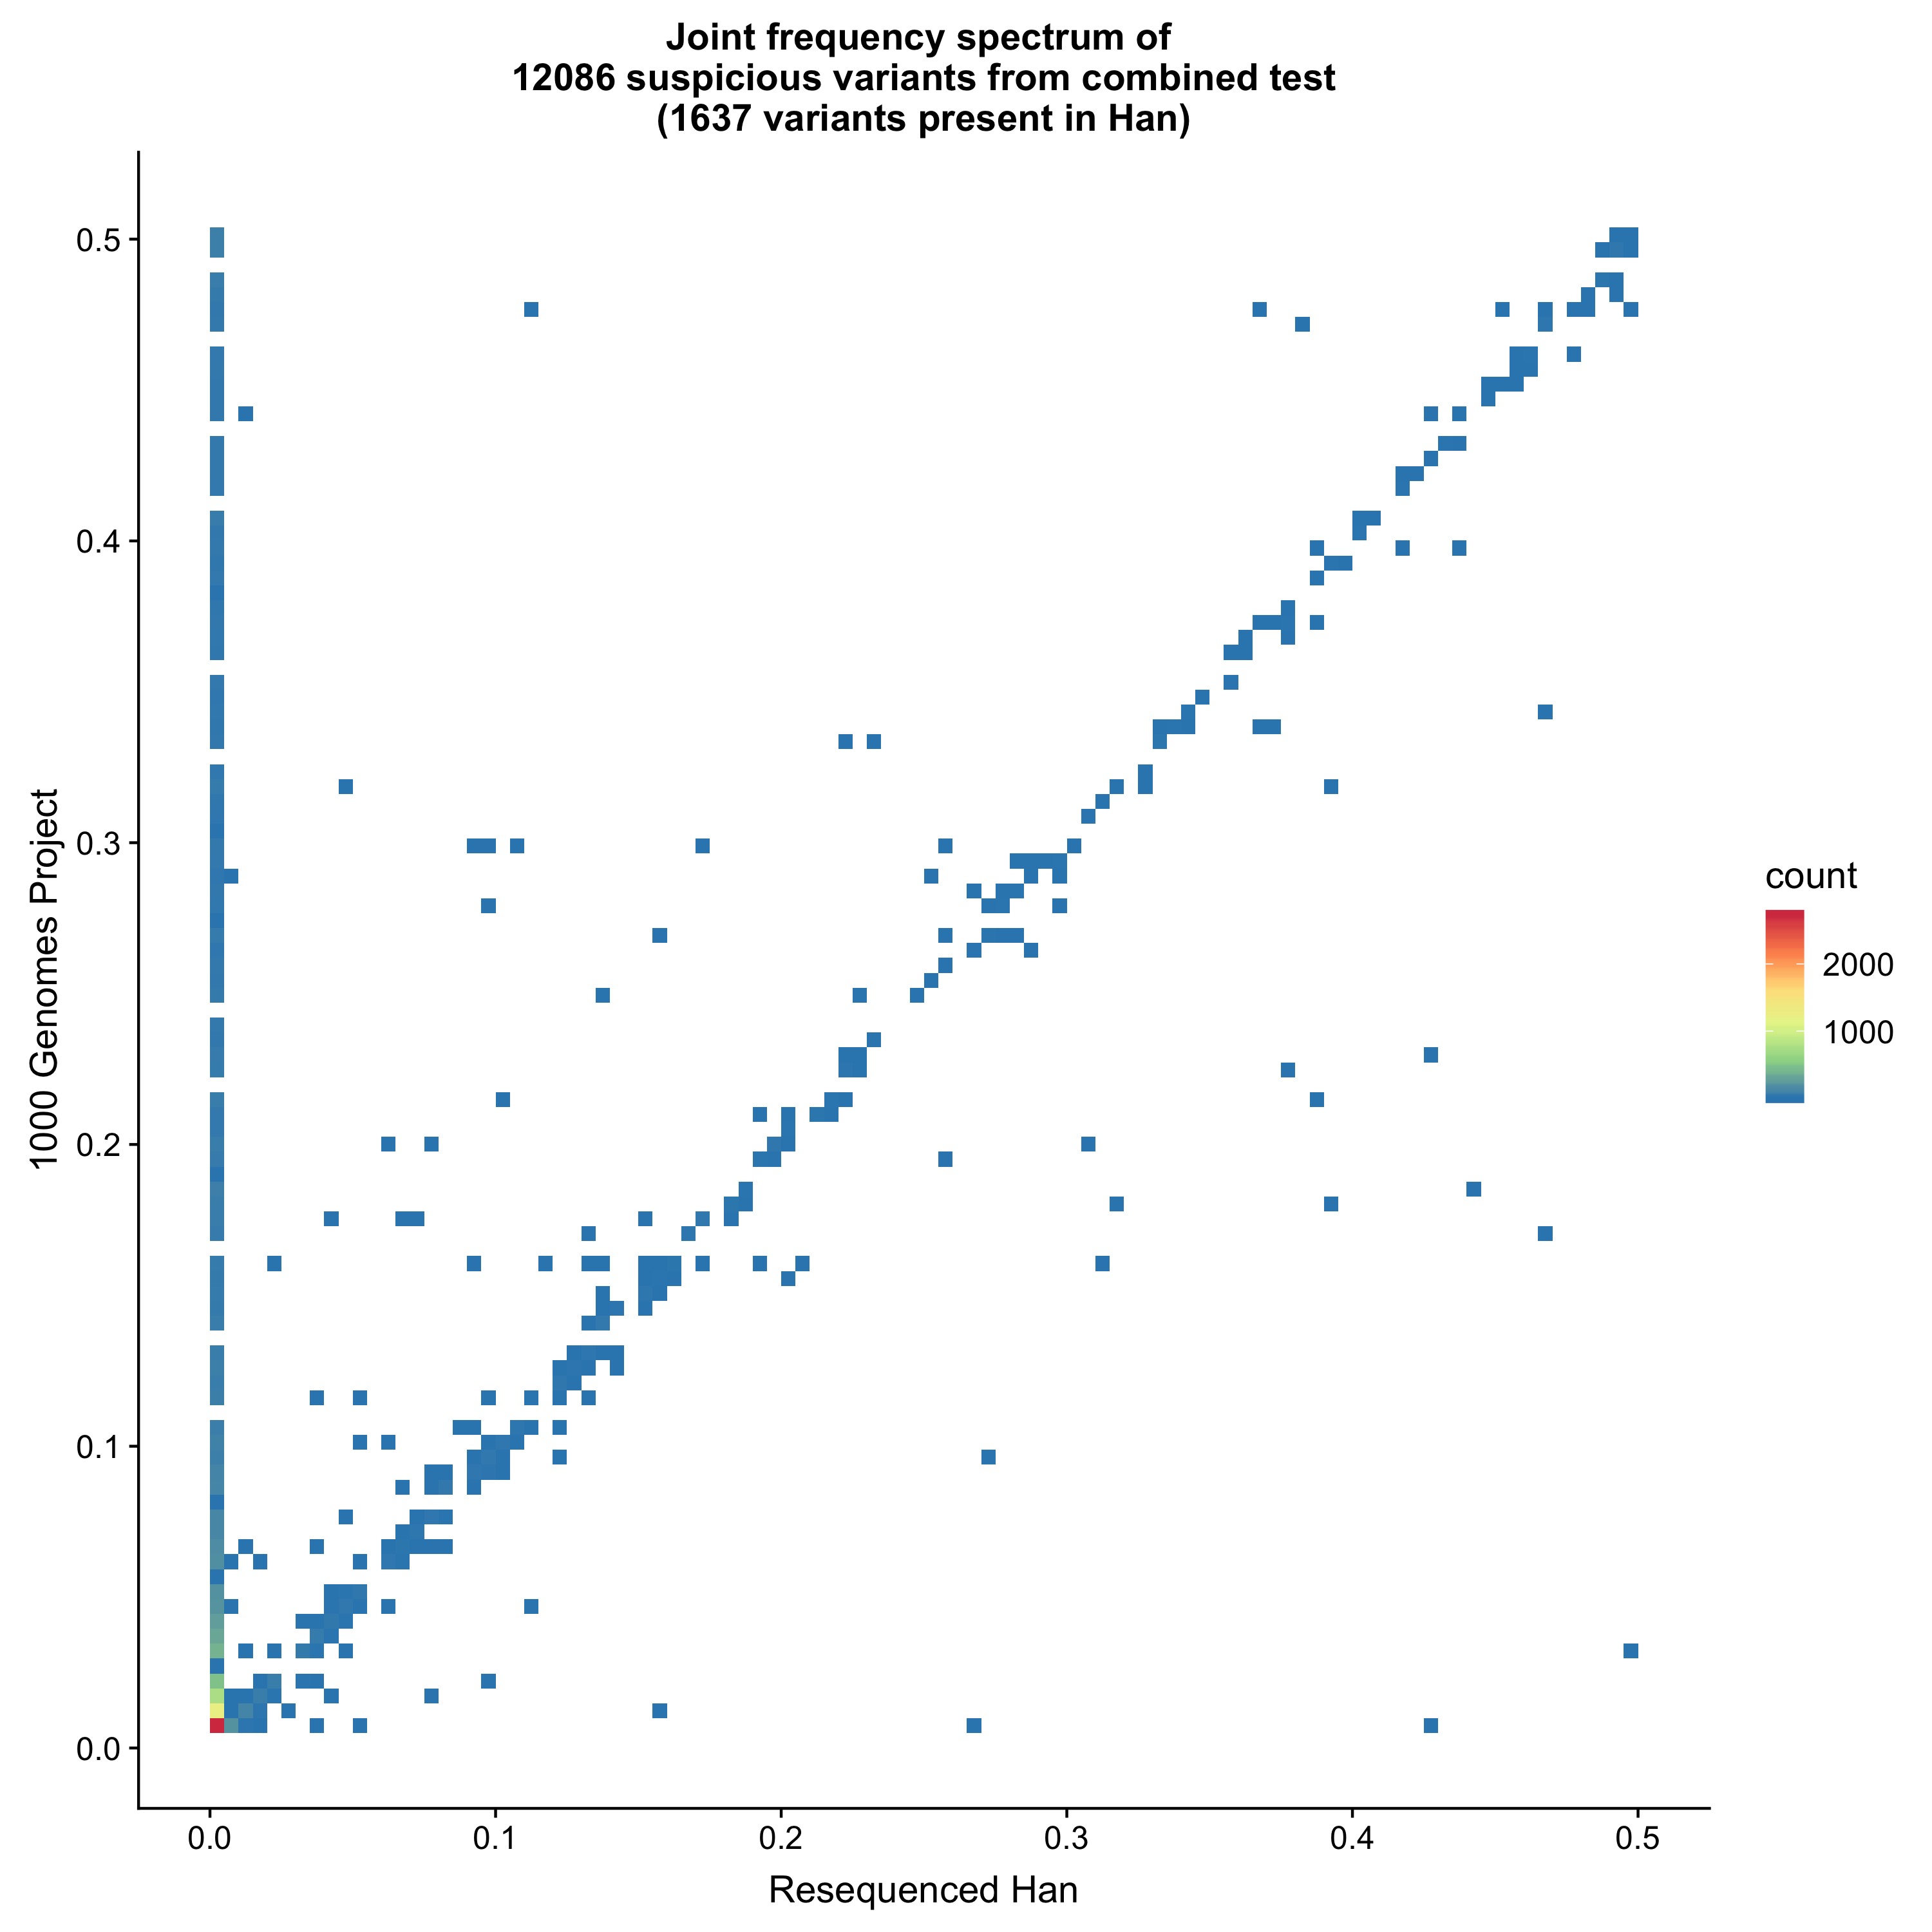 Joint frequency spectrum of
12086 suspicious variants from combined test
(1637 variants present in Han)
1000 Genomes Project
0.5
0.4
0.3
0.2
0.1
0.0
0.0 0.1 0.2 0.3 0.4 0.5
Resequenced Han
count
2000
1000